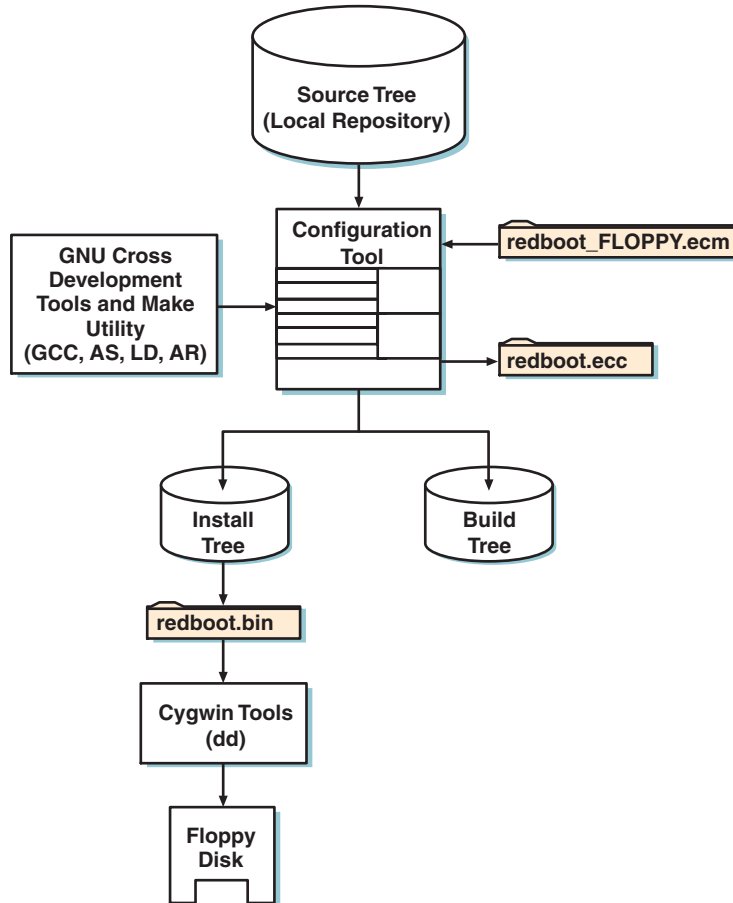 Source Tree
(Local Repository)
Configuration
Tool
redboot_FLOPPY.ecm
GNU Cross
Development
Tools and Make
Utility
(GCC, AS, LD, AR)
redboot.ecc
Install
Tree
Build
Tree
redboot.bin
Cygwin Tools
(dd)
Floppy
Disk